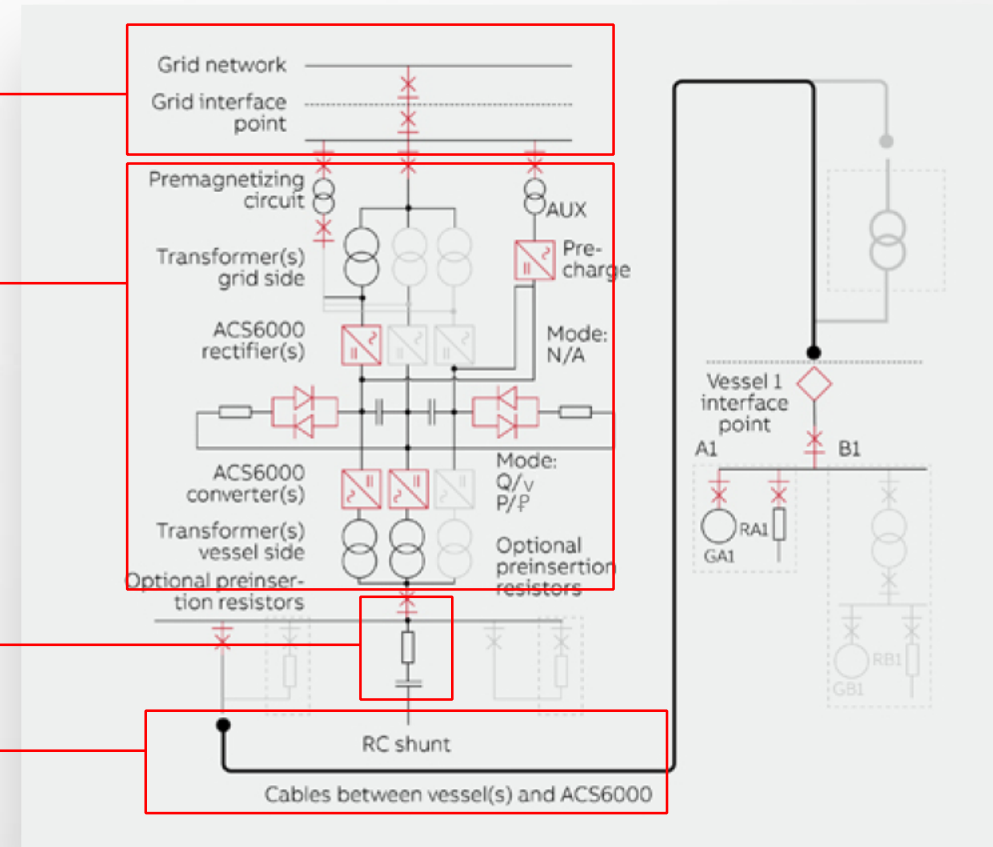 Grid network
Grid interface
point
Premagnetizing
circuit
AUX
Transformer(s)
grid side
Pre-
charge
ACS6000
rectifier(s)
Mode:
N/A
ACS6000
converter(s)
Mode:
Q/v
P/₽
Transformer(s)
vessel side
Optional
preinsertion
resistors
Optional preinser-
tion resistors
RC shunt
Cables between vessel(s) and ACS6000
Vessel 1
interface
point
A1
B1
RA1
GA1
RB1
GB1